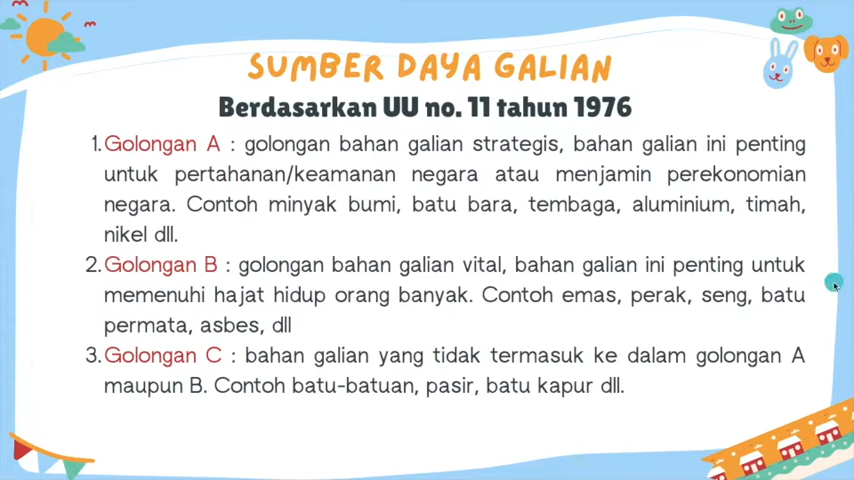 SUMBER DAYA GALIAN
Berdasarkan UU no. 11 tahun 1976
1. Golongan A : golongan bahan galian strategis, bahan galian ini penting
untuk pertahanan/keamanan negara atau menjamin perekonomian
negara. Contoh minyak bumi, batu bara, tembaga, aluminium, timah,
nikel dll.
2. Golongan B : golongan bahan galian vital, bahan galian ini penting untuk
memenuhi hajat hidup orang banyak. Contoh emas, perak, seng, batu
permata, asbes, dll
3. Golongan C : bahan galian yang tidak termasuk ke dalam golongan A
maupun B. Contoh batu-batuan, pasir, batu kapur dll.